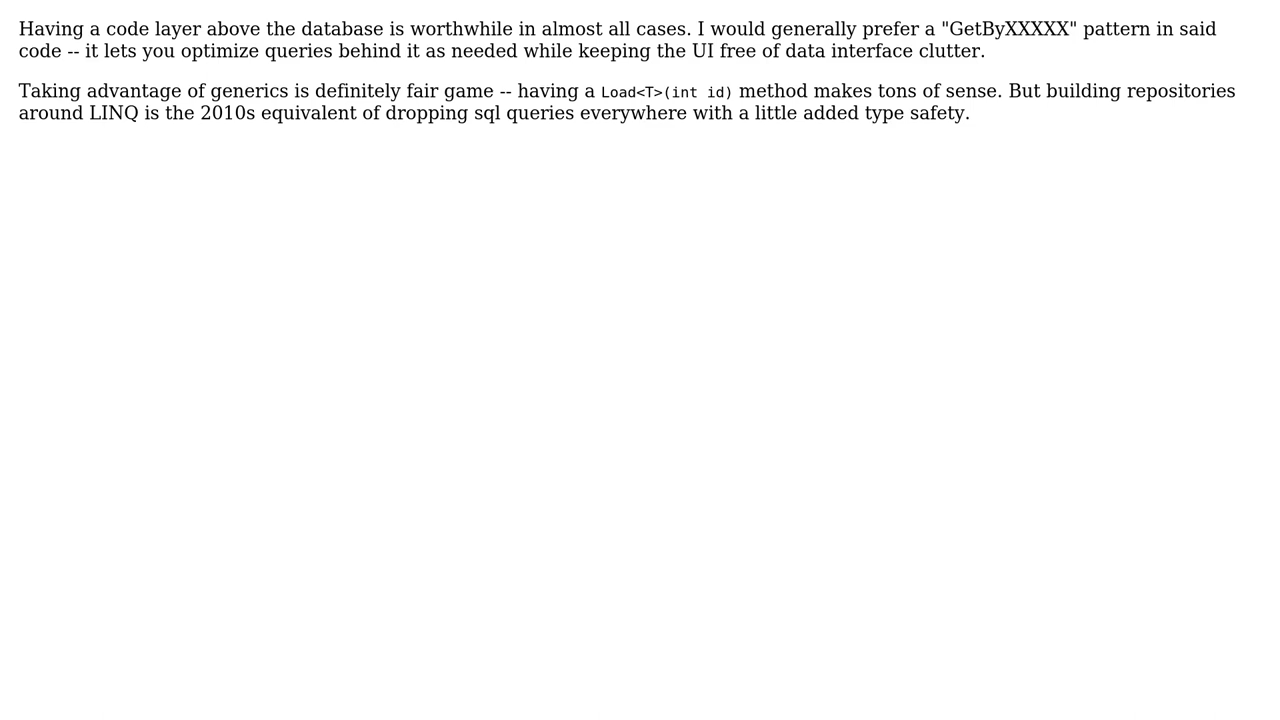 Having a code layer above the database is worthwhile in almost all cases. I would generally prefer a "GetByXXXXX" pattern in said
code -- it lets you optimize queries behind it as needed while keeping the UI free of data interface clutter.
Taking advantage of generics is definitely fair game -- having a Load<T>(int id) method makes tons of sense. But building repositories
around LINQ is the 2010s equivalent of dropping sql queries everywhere with a little added type safety.